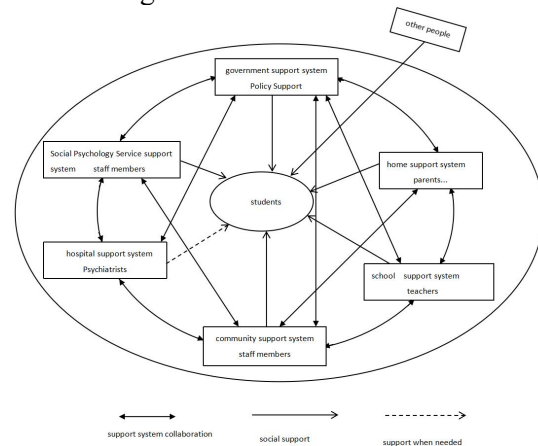 other people
government support system
Policy Support
Social Psychology Service support
system staff members
home support system
parents...
students
hospital support system
Psychiatrists
school support system
teachers
community support system
staff members
support system collaboration
social support
support when needed